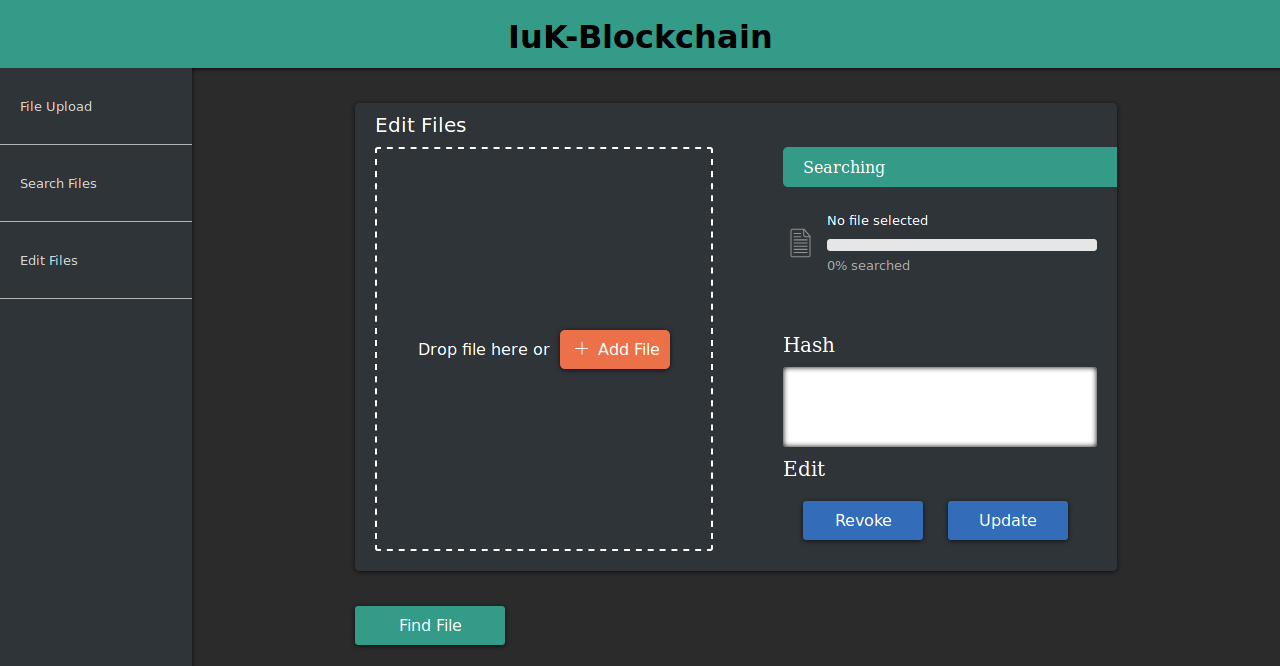 IuK-Blockchain
File Upload
Search Files
Edit Files
Edit Files
Drop file here or
Add File
Searching
No file selected
0% searched
Hash
Edit
Revoke
Update
Find File